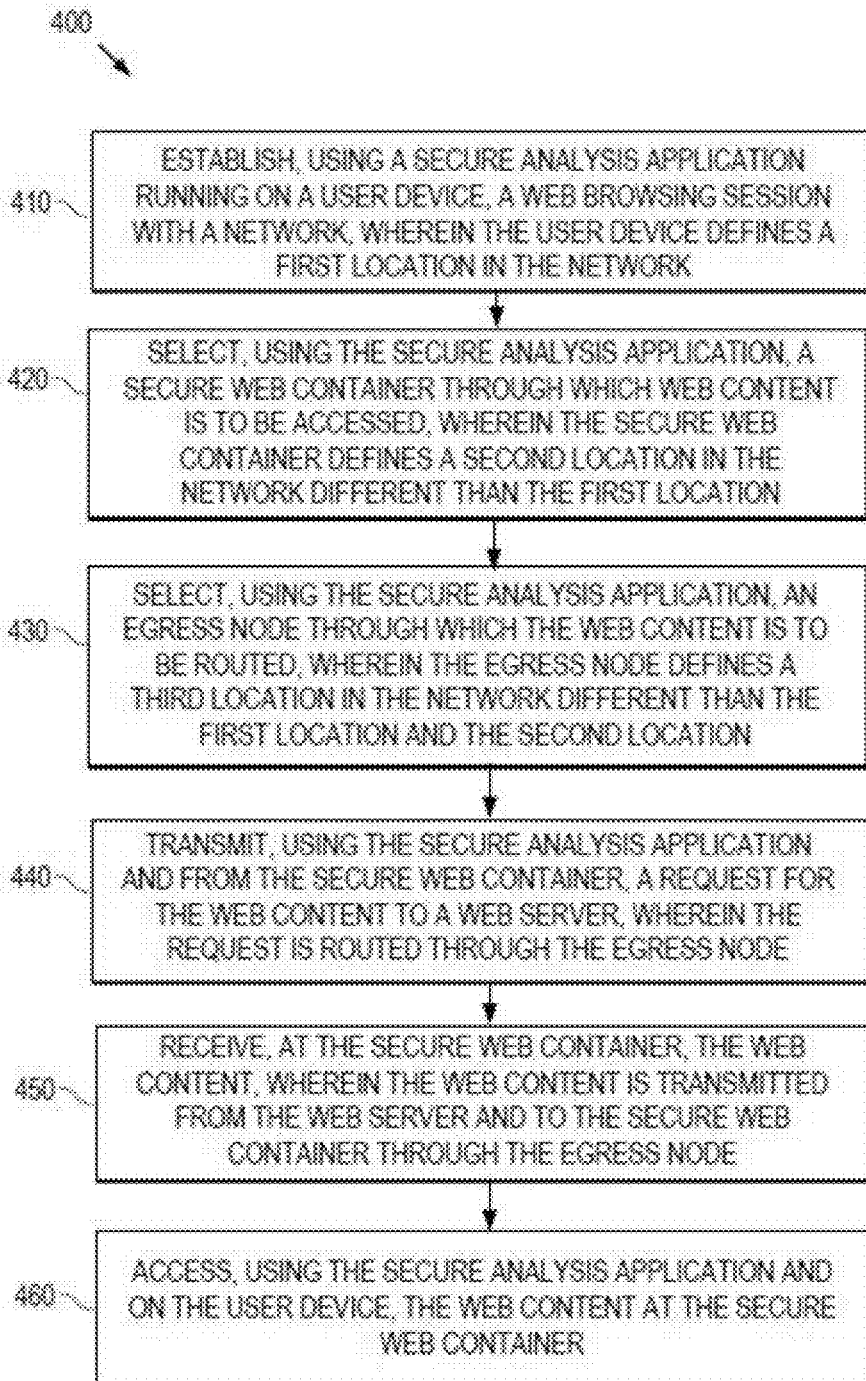 400
410
ESTABLISH, USING A SECURE ANALYSIS APPLICATION
RUNNING ON A USER DEVICE, A WEB BROWSING SESSION
WITH A NETWORK, WHEREIN THE USER DEVICE DEFINES A
FIRST LOCATION IN THE NETWORK
420
SELECT, USING THE SECURE ANALYSIS APPLICATION, A
SECURE WEB CONTAINER THROUGH WHICH WEB CONTENT
IS TO BE ACCESSED, WHEREIN THE SECURE WEB
CONTAINER DEFINES A SECOND LOCATION IN THE
NETWORK DIFFERENT THAN THE FIRST LOCATION
430
SELECT, USING THE SECURE ANALYSIS APPLICATION, AN
EGRESS NODE THROUGH WHICH THE WEB CONTENT IS TO
BE ROUTED, WHEREIN THE EGRESS NODE DEFINES A
THIRD LOCATION IN THE NETWORK DIFFERENT THAN THE
FIRST LOCATION AND THE SECOND LOCATION
440
TRANSMIT, USING THE SECURE ANALYSIS APPLICATION
AND FROM THE SECURE WEB CONTAINER, A REQUEST FOR
THE WEB CONTENT TO A WEB SERVER, WHEREIN THE
REQUEST IS ROUTED THROUGH THE EGRESS NODE
450
RECEIVE, AT THE SECURE WEB CONTAINER, THE WEB
CONTENT, WHEREIN THE WEB CONTENT IS TRANSMITTED
FROM THE WEB SERVER AND TO THE SECURE WEB
CONTAINER THROUGH THE EGRESS NODE
460
ACCESS, USING THE SECURE ANALYSIS APPLICATION AND
ON THE USER DEVICE, THE WEB CONTENT AT THE SECURE
WEB CONTAINER